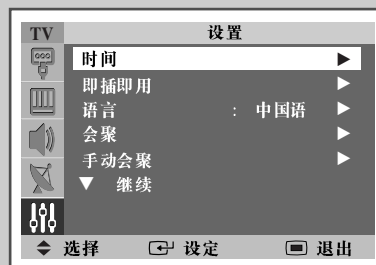 TV 设置
时间 ▶
即插即用 ▶
语言 : 中国语 ▶
会聚 ▶
手动会聚 ▶
▼ 继续
选择 设定 退出